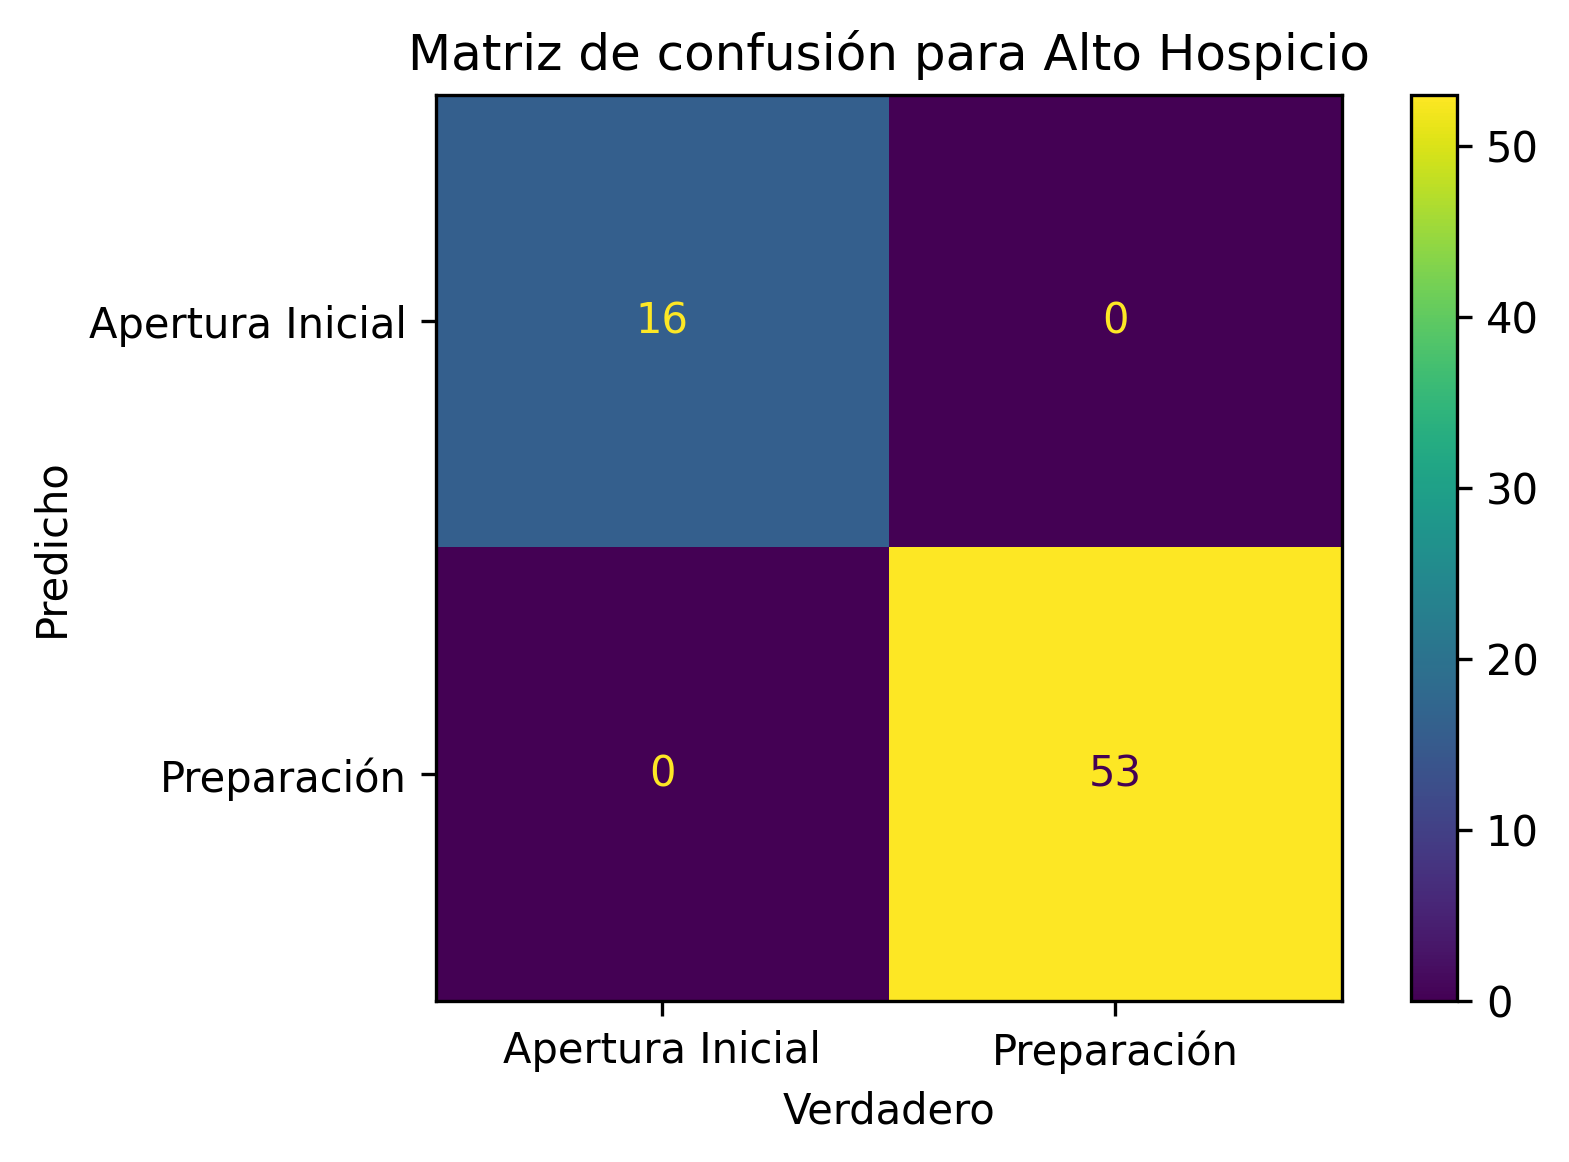 Matriz de confusión para Alto Hospicio
Predicho
Apertura Inicial
16
0
Preparación
0
53
Apertura Inicial
Preparación
Verdadero
50
40
30
20
10
0